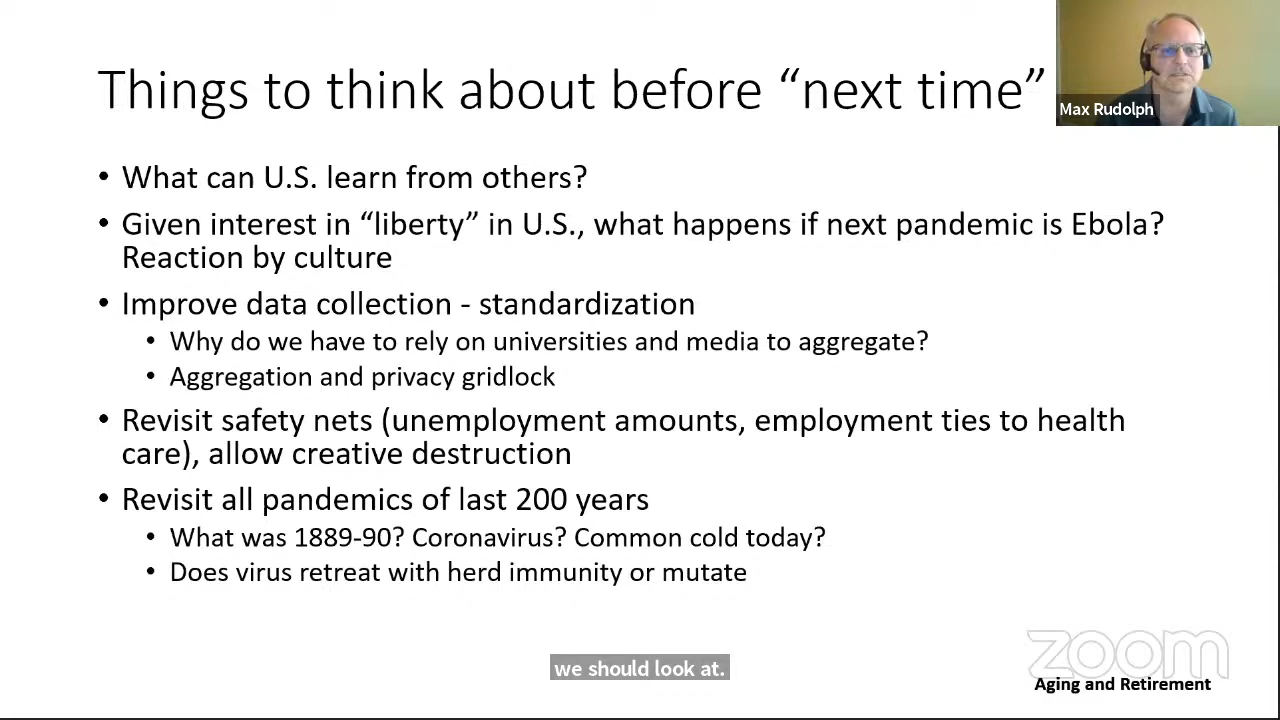 Things to think about before “next time”
Max Rudolph
• What can U.S. learn from others?
• Given interest in “liberty” in U.S., what happens if next pandemic is Ebola?
Reaction by culture
• Improve data collection - standardization
• Why do we have to rely on universities and media to aggregate?
• Aggregation and privacy gridlock
• Revisit safety nets (unemployment amounts, employment ties to health
care), allow creative destruction
• Revisit all pandemics of last 200 years
• What was 1889-90? Coronavirus? Common cold today?
• Does virus retreat with herd immunity or mutate
we should look at.
zoom
Aging and Retirement